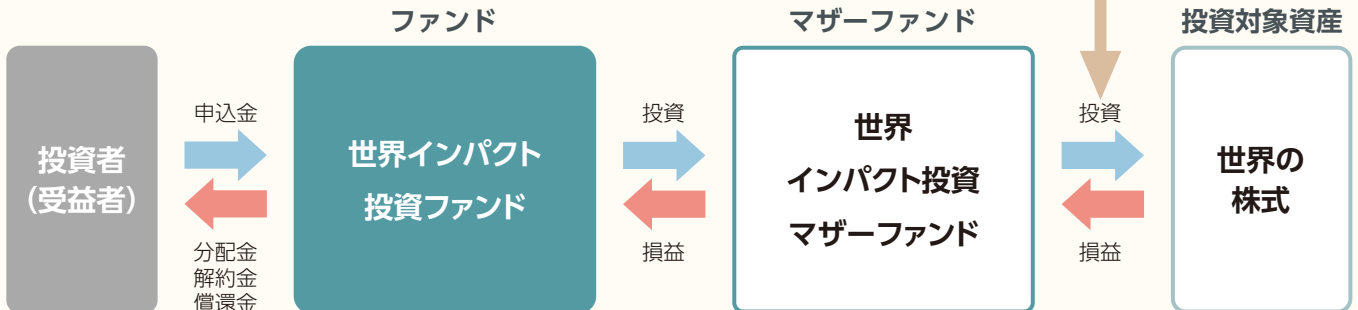 ファンド
マザーファンド
投資対象資産
投資者
(受益者)
申込金
分配金
解約金
償還金
世界インパクト
投資ファンド
投資
損益
世界
インパクト投資
マザーファンド
投資
損益
世界の
株式